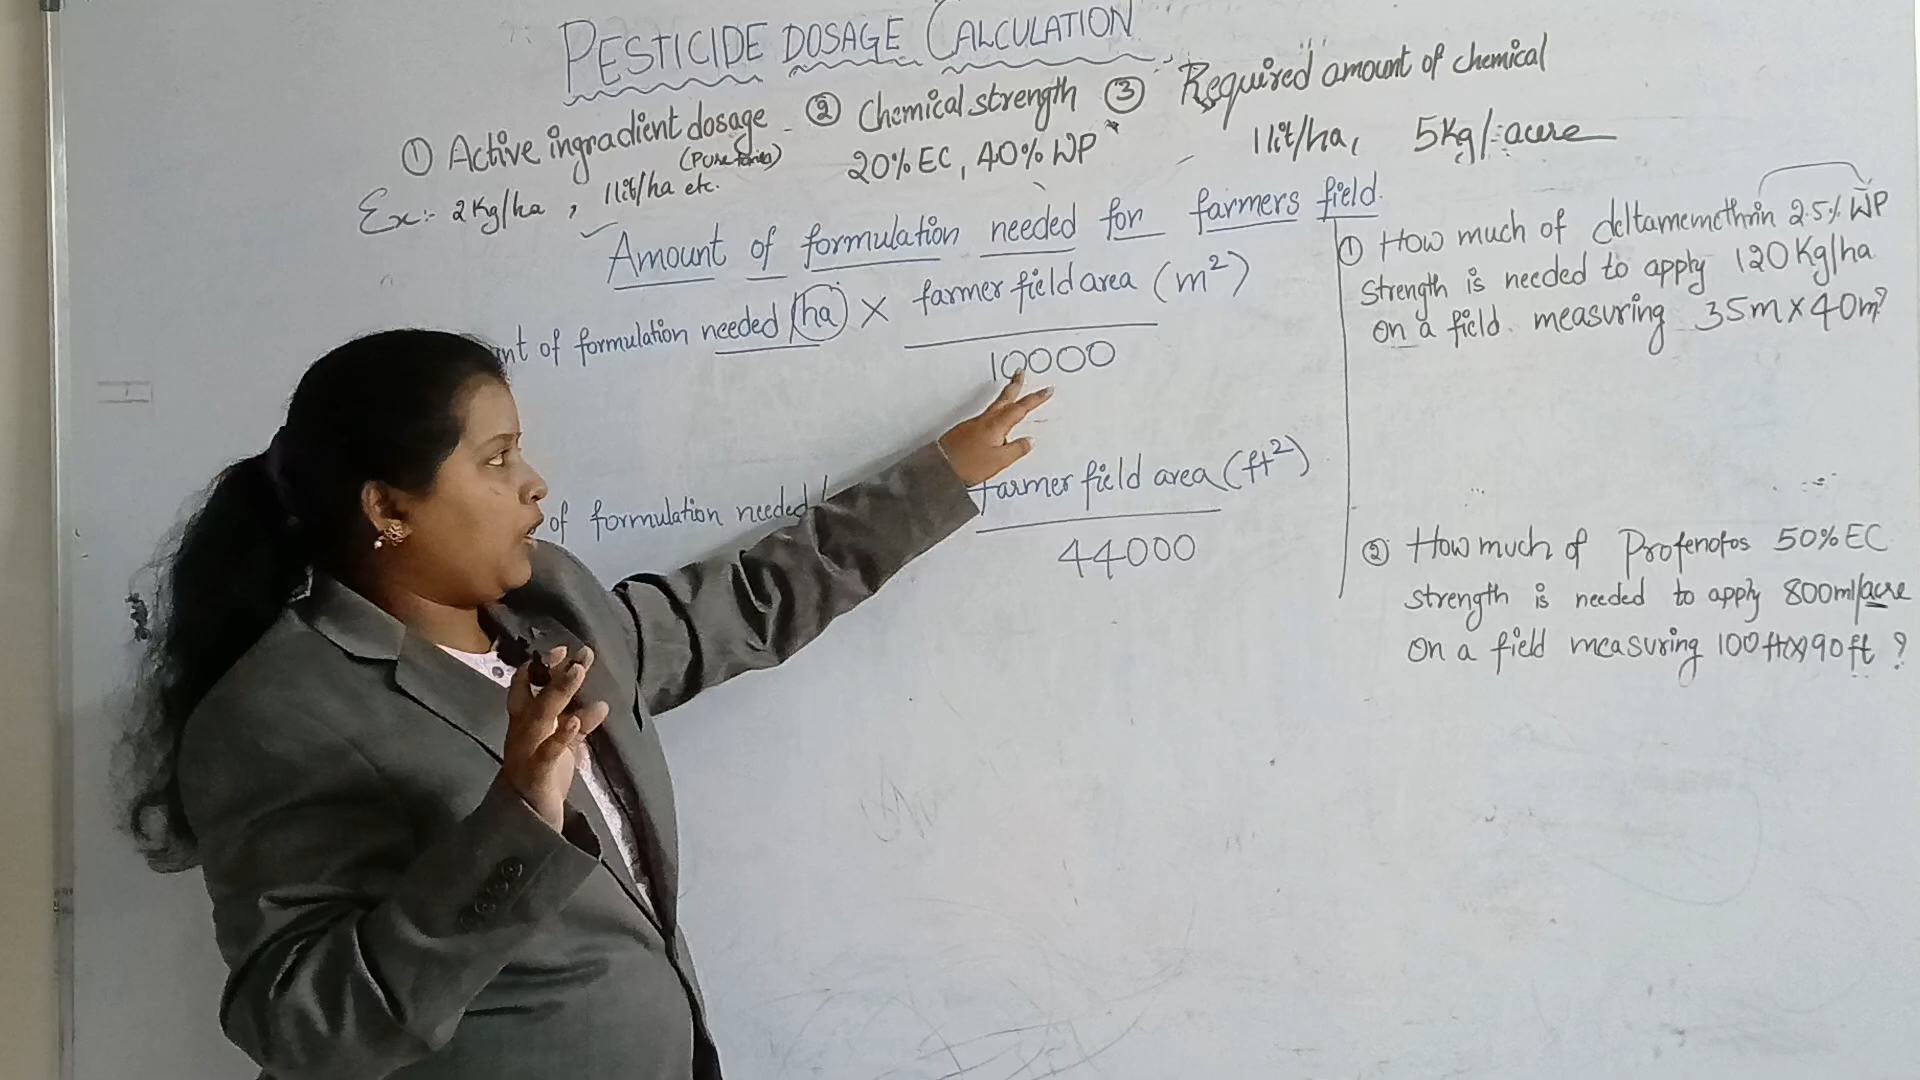 PESTICIDE DOSAGE CALCULATION
① Active ingradient dosage ② Chemical strength ③ Required amount of chemical
Ex:- 2Kg/ha , 1lit/ha etc. 20% EC, 40% WP 1lit/ha, 5Kg/acre
Amount of formulation needed for farmers field.
of formulation needed /ha × farmer field area (m²)
10000
of formulation needed/ farmer field area (ft²)
44000
① How much of deltamemethrin 2.5% WP
strength is needed to apply 120 Kg/ha
on a field measuring 35m × 40m?
② How much of Profenofos 50% EC
strength is needed to apply 800ml/acre
on a field measuring 100ft×90ft ?